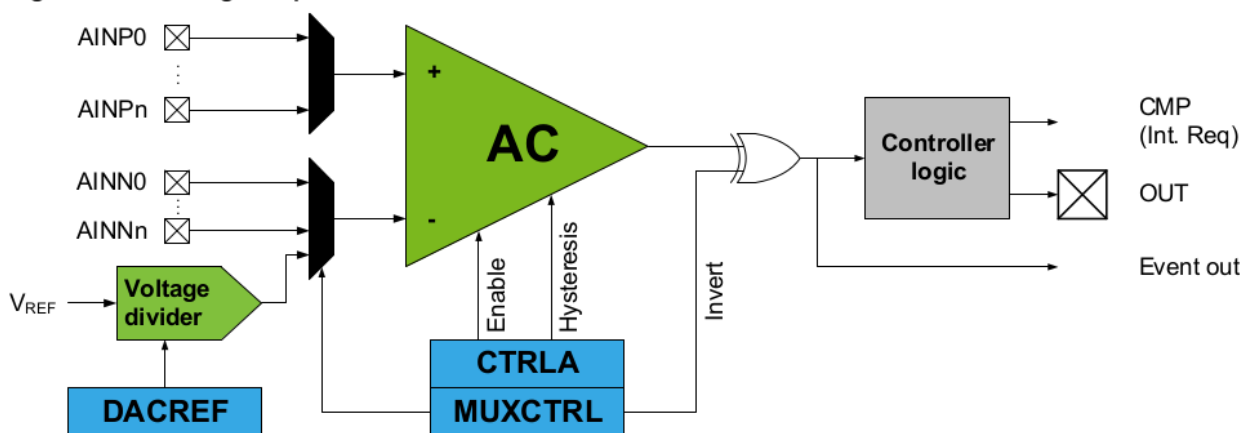 AINP0
AINPn
AINN0
AINNn
VREF
Voltage
divider
DACREF
+
AC
-
Enable
Hysteresis
CTRLA
MUXCTRL
Invert
Controller
logic
CMP
(Int. Req)
OUT
Event out